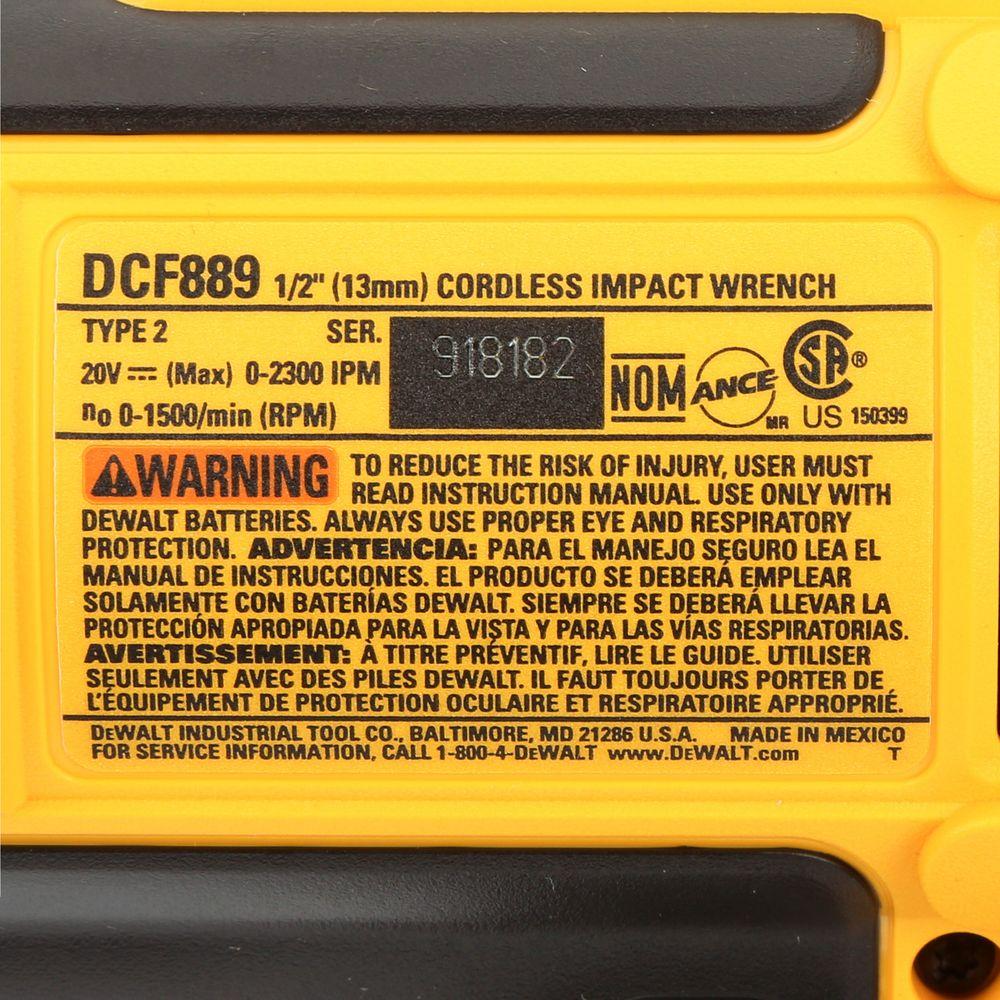 DCF889 1/2" (13mm) CORDLESS IMPACT WRENCH
TYPE 2 SER. 918182
20V⎓ (Max) 0-2300 IPM
no 0-1500/min (RPM)
NOM ANCE MR SA® US 150399
⚠WARNING TO REDUCE THE RISK OF INJURY, USER MUST
READ INSTRUCTION MANUAL. USE ONLY WITH
DEWALT BATTERIES. ALWAYS USE PROPER EYE AND RESPIRATORY
PROTECTION. ADVERTENCIA: PARA EL MANEJO SEGURO LEA EL
MANUAL DE INSTRUCCIONES. EL PRODUCTO SE DEBERÁ EMPLEAR
SOLAMENTE CON BATERÍAS DEWALT. SIEMPRE SE DEBERÁ LLEVAR LA
PROTECCIÓN APROPIADA PARA LA VISTA Y PARA LAS VÍAS RESPIRATORIAS.
AVERTISSEMENT: À TITRE PRÉVENTIF, LIRE LE GUIDE. UTILISER
SEULEMENT AVEC DES PILES DEWALT. IL FAUT TOUJOURS PORTER DE
L'ÉQUIPEMENT DE PROTECTION OCULAIRE ET RESPIRATOIRE APPROPRIÉ.
DEWALT INDUSTRIAL TOOL CO., BALTIMORE, MD 21286 U.S.A. MADE IN MEXICO
FOR SERVICE INFORMATION, CALL 1-800-4-DEWALT WWW.DEWALT.com T